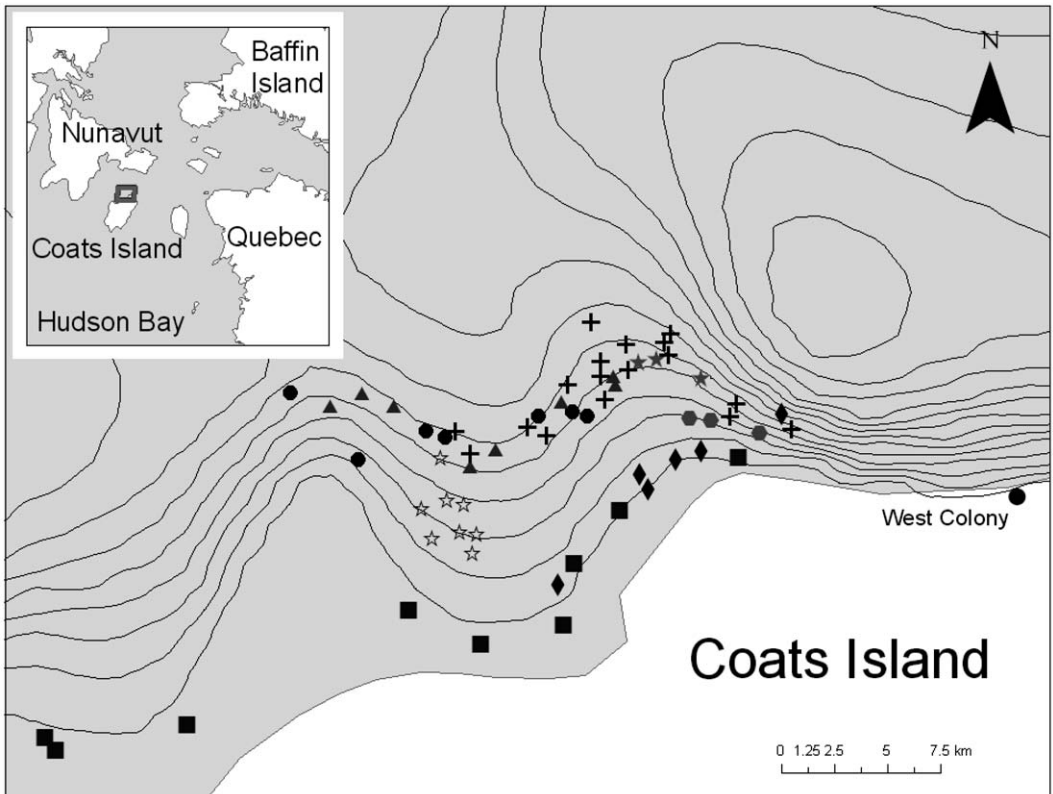 Baffin
Island
Nunavut
Coats Island
Quebec
Hudson Bay
N
West Colony
Coats Island
0 1.25 2.5 5 7.5 km